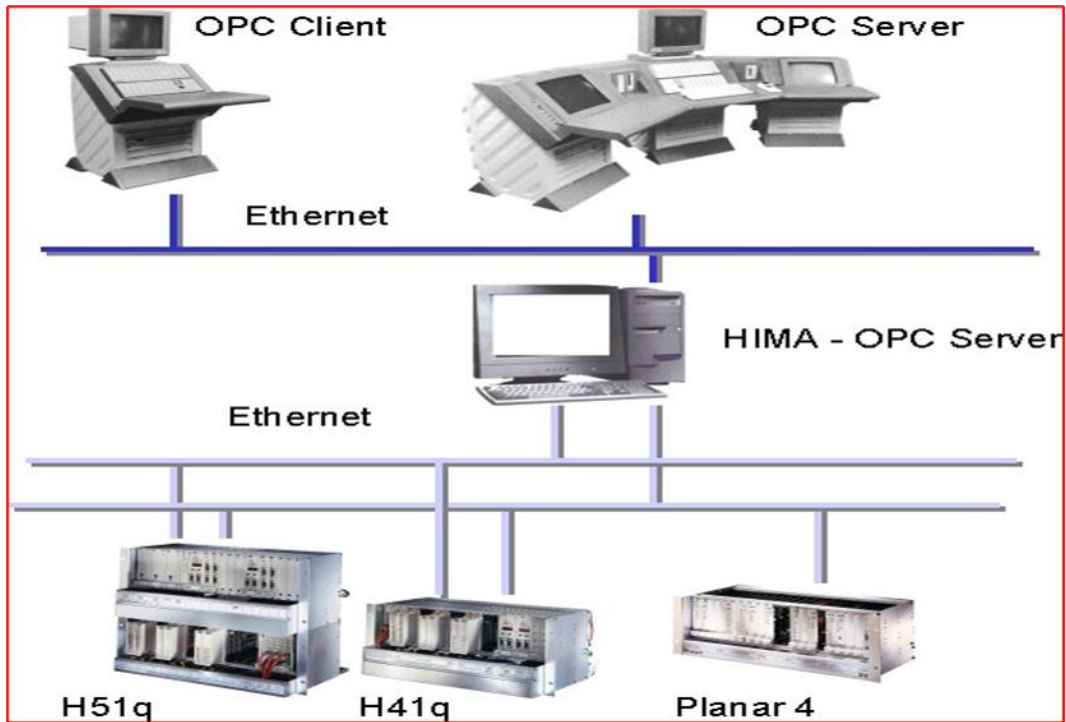 OPC Client
OPC Server
Ethernet
HIMA - OPC Server
Ethernet
H51q
H41q
Planar 4